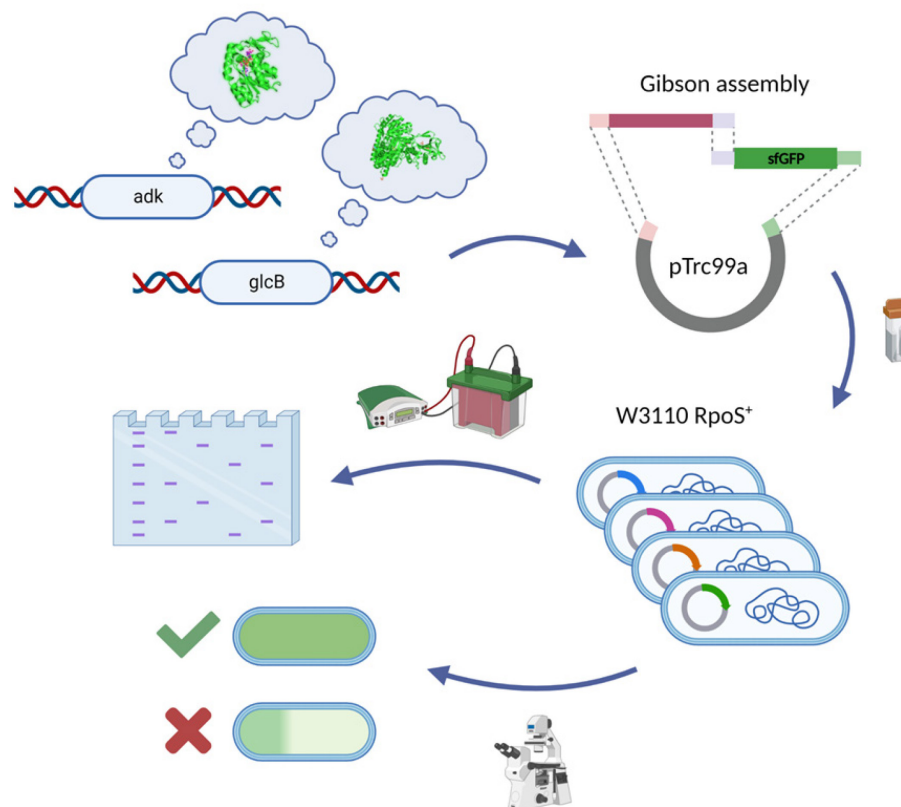 adk
glcB
Gibson assembly
sfGFP
pTrc99a
W3110 RpoS⁺